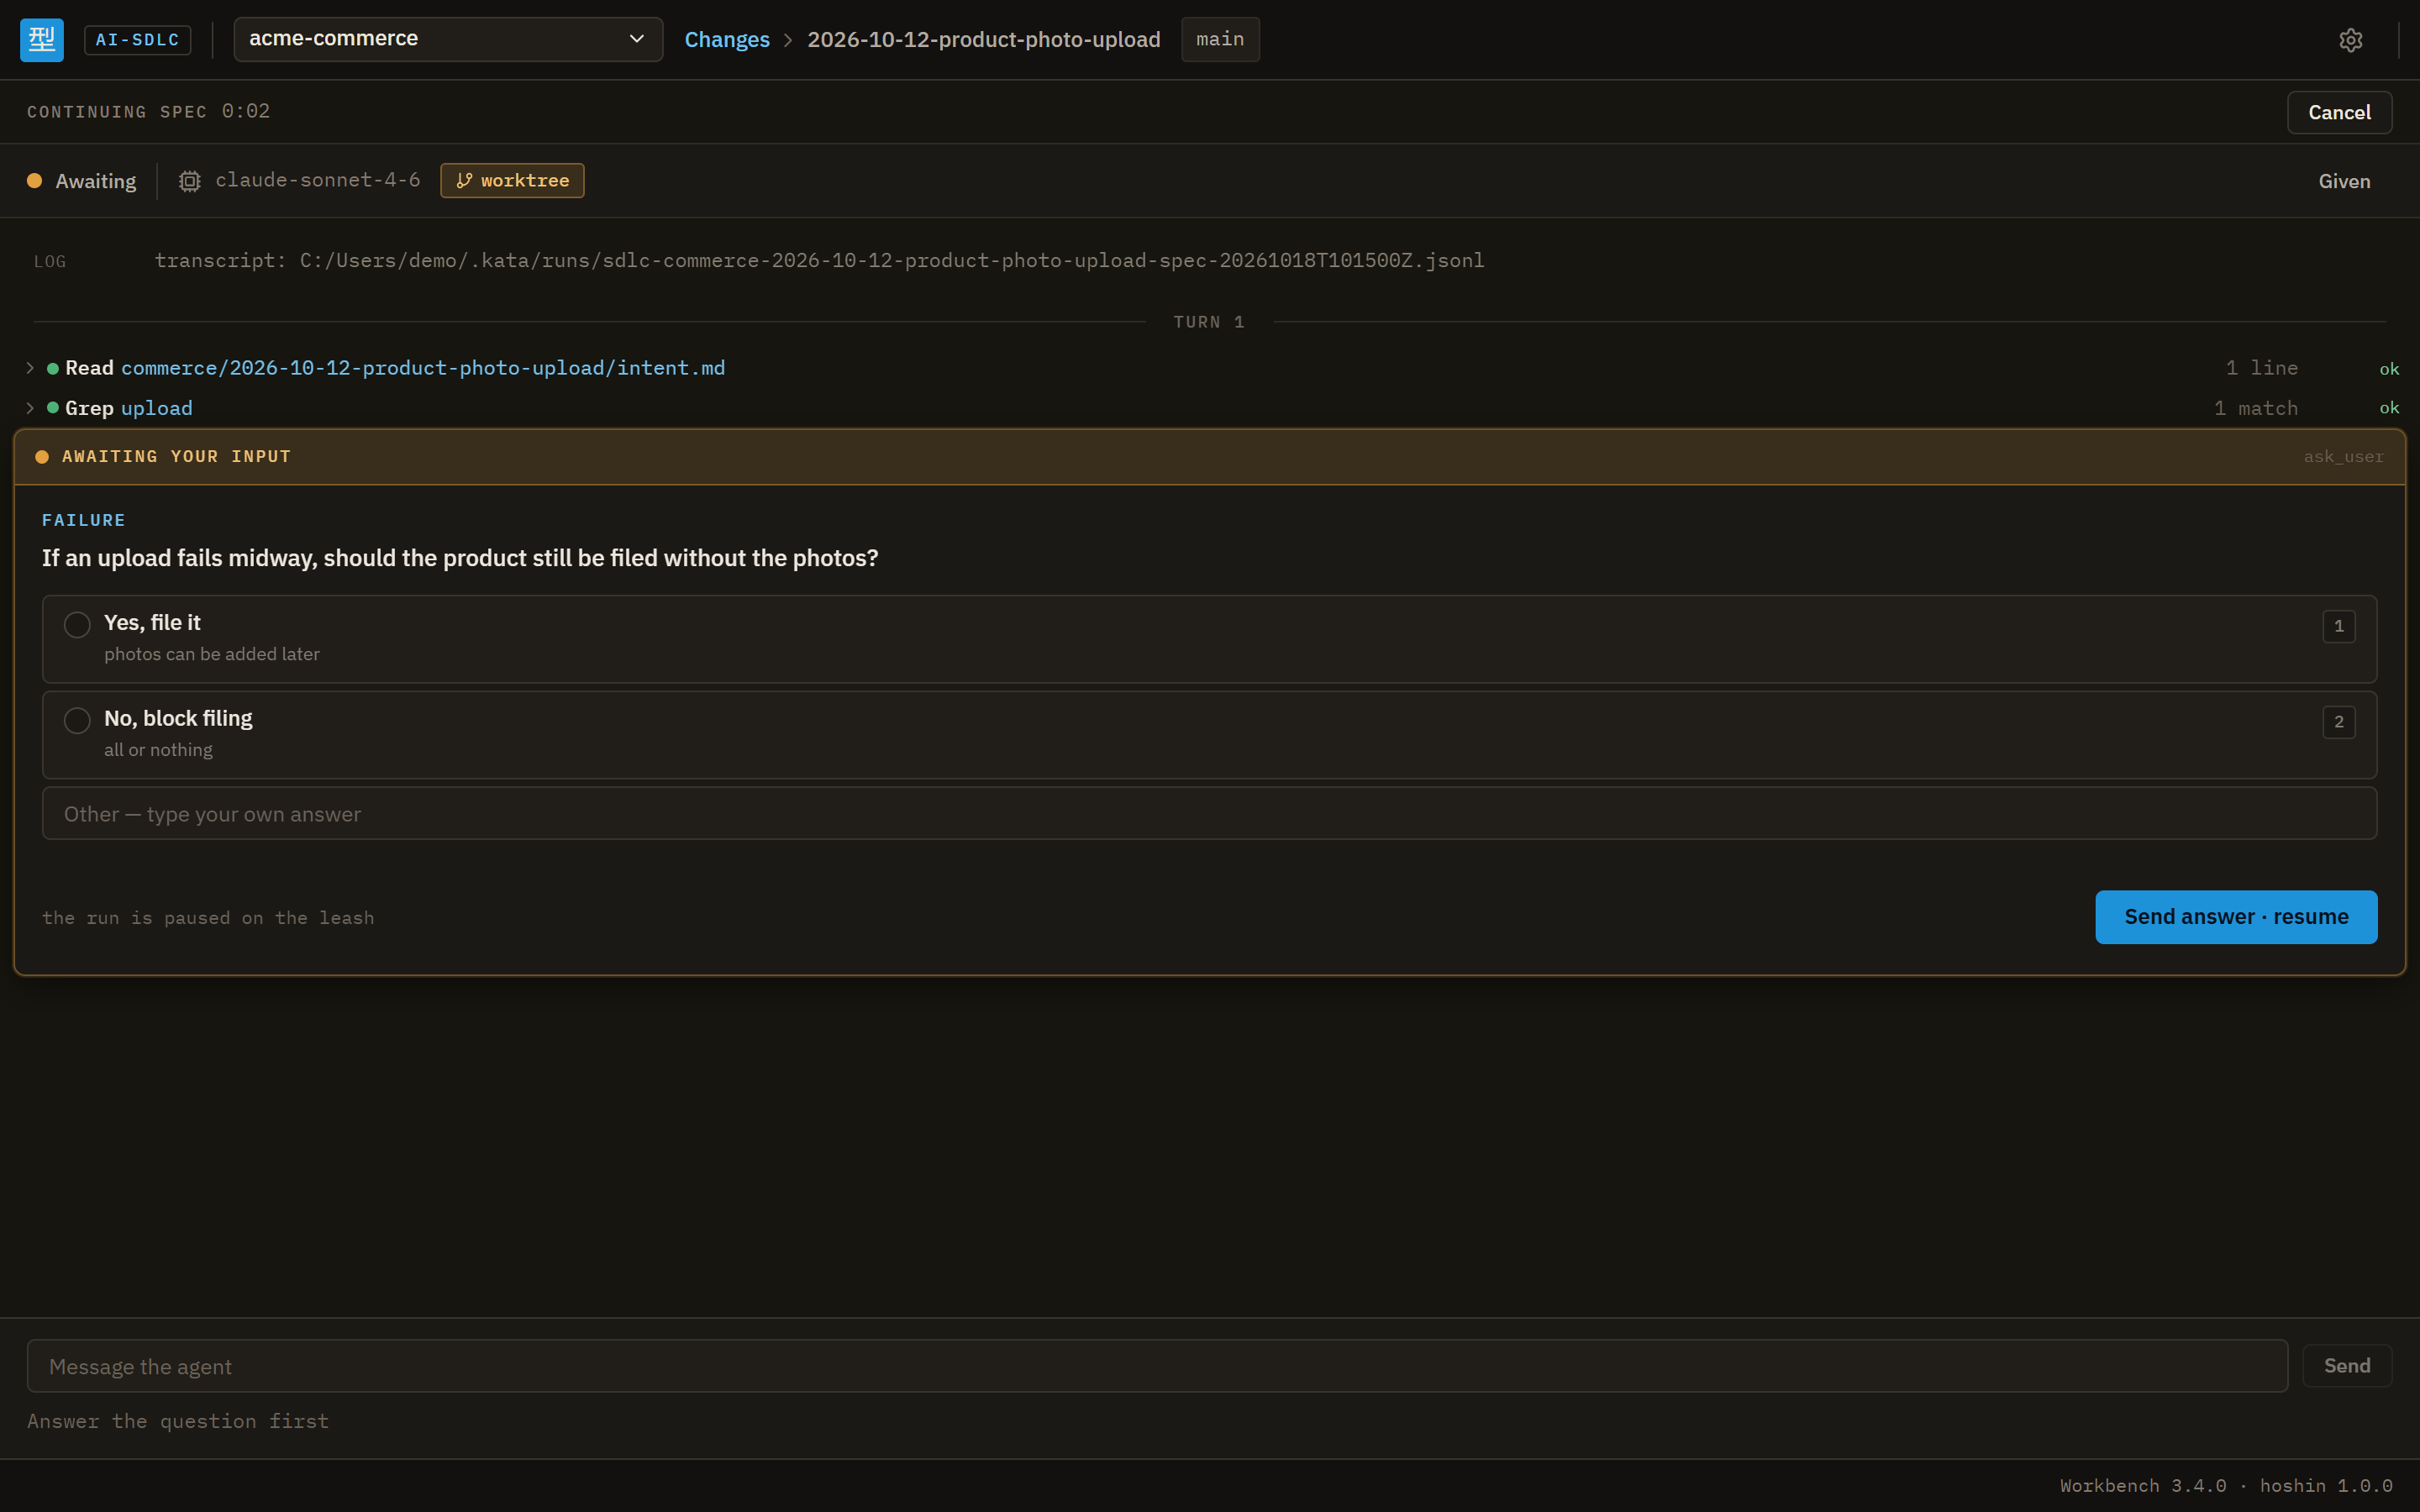 型 AI-SDLC acme-commerce Changes > 2026-10-12-product-photo-upload main
CONTINUING SPEC 0:02 Cancel
Awaiting claude-sonnet-4-6 worktree Given
LOG transcript: C:/Users/demo/.kata/runs/sdlc-commerce-2026-10-12-product-photo-upload-spec-20261018T101500Z.jsonl
TURN 1
Read commerce/2026-10-12-product-photo-upload/intent.md 1 line ok
Grep upload 1 match ok
AWAITING YOUR INPUT ask_user
FAILURE
If an upload fails midway, should the product still be filed without the photos?
Yes, file it 1
photos can be added later
No, block filing 2
all or nothing
Other — type your own answer
the run is paused on the leash Send answer · resume
Message the agent Send
Answer the question first
Workbench 3.4.0 · hoshin 1.0.0